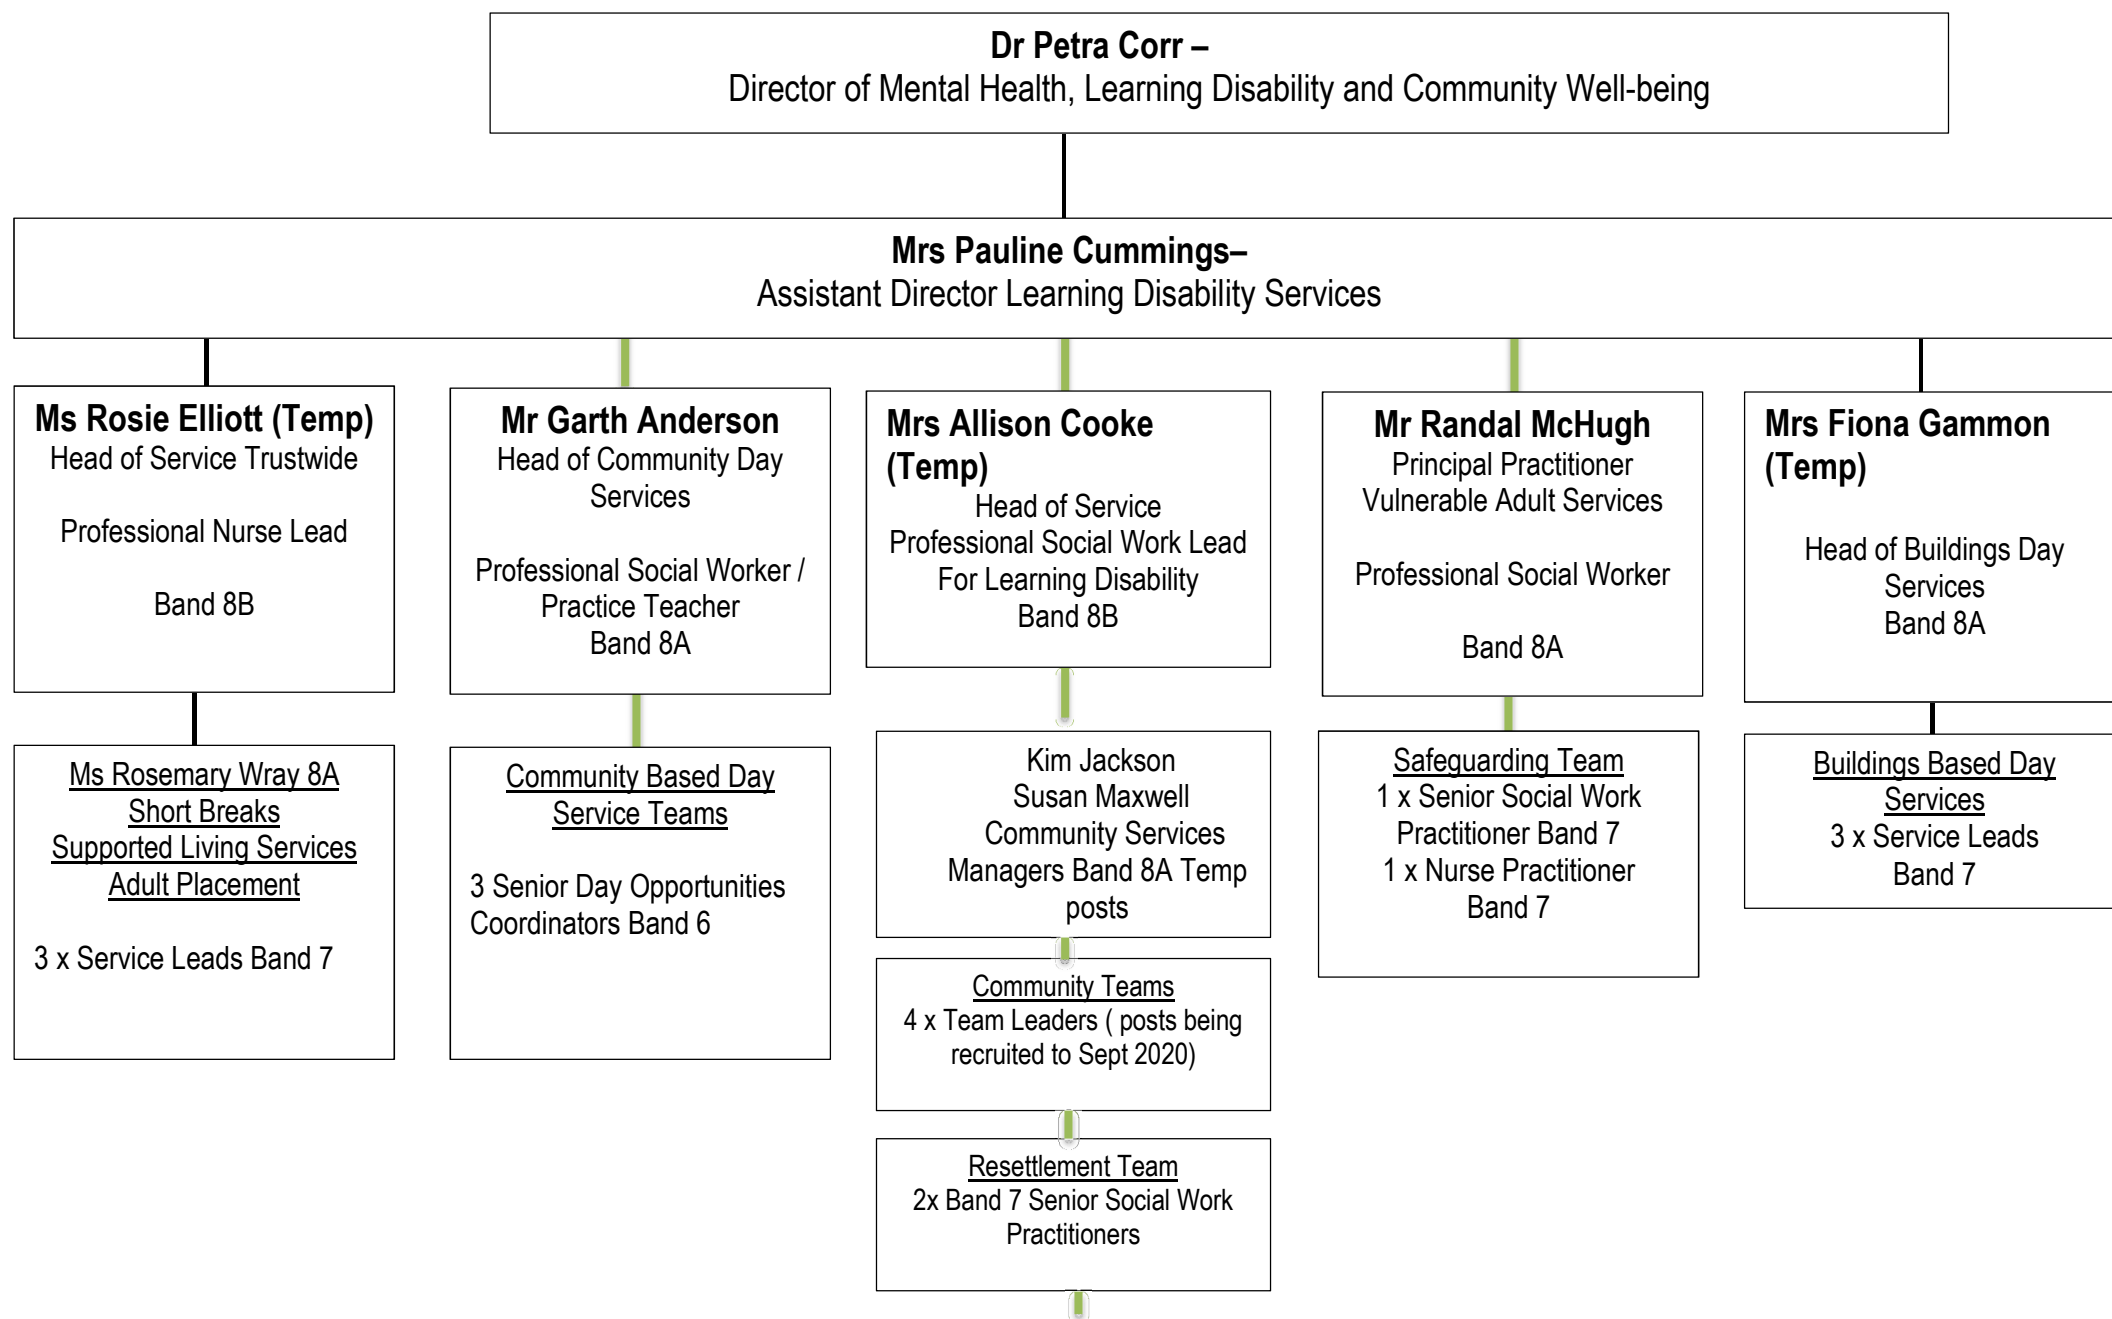 Dr Petra Corr –
Director of Mental Health, Learning Disability and Community Well-being
Mrs Pauline Cummings–
Assistant Director Learning Disability Services
Ms Rosie Elliott (Temp)
Head of Service Trustwide
Professional Nurse Lead
Band 8B
Mr Garth Anderson
Head of Community Day
Services
Professional Social Worker /
Practice Teacher
Band 8A
Mrs Allison Cooke
(Temp)
Head of Service
Professional Social Work Lead
For Learning Disability
Band 8B
Mr Randal McHugh
Principal Practitioner
Vulnerable Adult Services
Professional Social Worker
Band 8A
Mrs Fiona Gammon
(Temp)
Head of Buildings Day
Services
Band 8A
Ms Rosemary Wray 8A
Short Breaks
Supported Living Services
Adult Placement
3 x Service Leads Band 7
Community Based Day
Service Teams
3 Senior Day Opportunities
Coordinators Band 6
Kim Jackson
Susan Maxwell
Community Services
Managers Band 8A Temp
posts
Safeguarding Team
1 x Senior Social Work
Practitioner Band 7
1 x Nurse Practitioner
Band 7
Buildings Based Day
Services
3 x Service Leads
Band 7
Community Teams
4 x Team Leaders ( posts being
recruited to Sept 2020)
Resettlement Team
2x Band 7 Senior Social Work
Practitioners